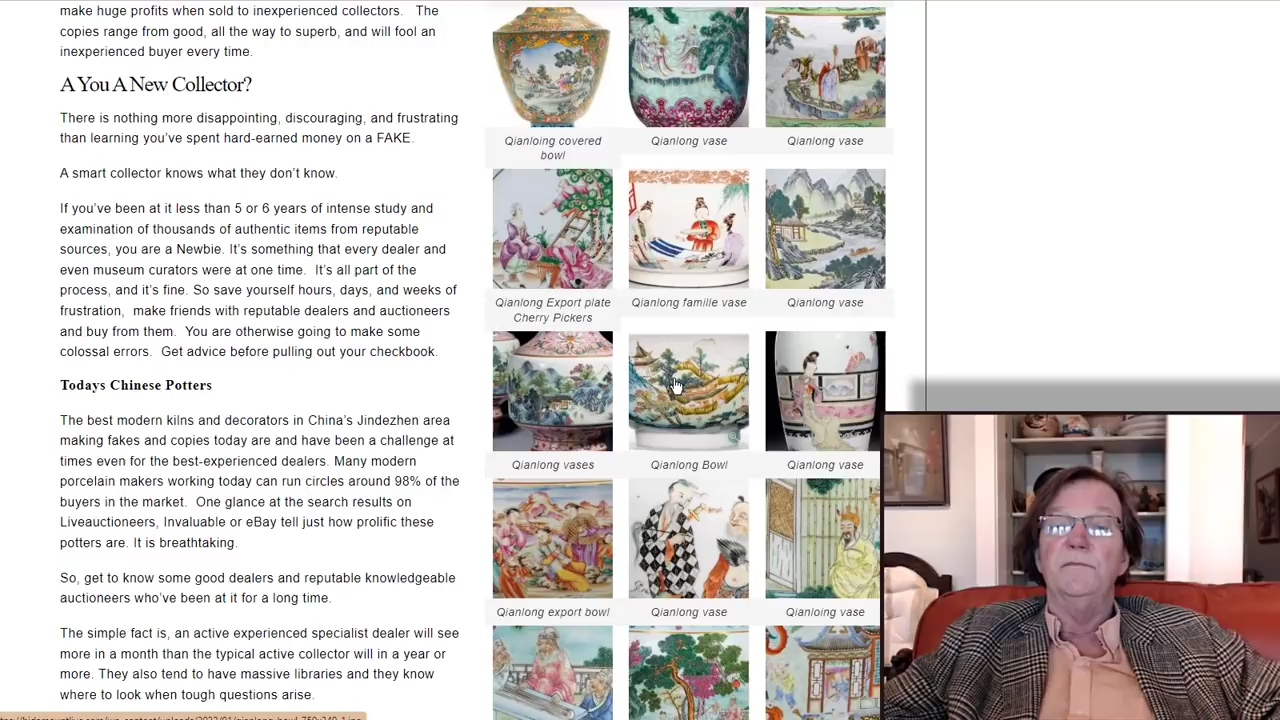 make huge profits when sold to inexperienced collectors. The
copies range from good, all the way to superb, and will fool an
inexperienced buyer every time.
A You A New Collector?
There is nothing more disappointing, discouraging, and frustrating
than learning you've spent hard-earned money on a FAKE.
A smart collector knows what they don't know.
If you've been at it less than 5 or 6 years of intense study and
examination of thousands of authentic items from reputable
sources, you are a Newbie. It's something that every dealer and
even museum curators were at one time. It's all part of the
process, and it's fine. So save yourself hours, days, and weeks of
frustration, make friends with reputable dealers and auctioneers
and buy from them. You are otherwise going to make some
colossal errors. Get advice before pulling out your checkbook.
Todays Chinese Potters
The best modern kilns and decorators in China's Jindezhen area
making fakes and copies today are and have been a challenge at
times even for the best-experienced dealers. Many modern
porcelain makers working today can run circles around 98% of the
buyers in the market. One glance at the search results on
Liveauctioneers, Invaluable or eBay tell just how prolific these
potters are. It is breathtaking.
So, get to know some good dealers and reputable knowledgeable
auctioneers who've been at it for a long time.
The simple fact is, an active experienced specialist dealer will see
more in a month than the typical active collector will in a year or
more. They also tend to have massive libraries and they know
where to look when tough questions arise.
Qianloing covered
bowl
Qianlong vase
Qianlong vase
Qianlong Export plate
Cherry Pickers
Qianlong famille vase
Qianlong vase
Qianlong vases
Qianlong Bowl
Qianlong vase
Qianlong export bowl
Qianlong vase
Qianloing vase